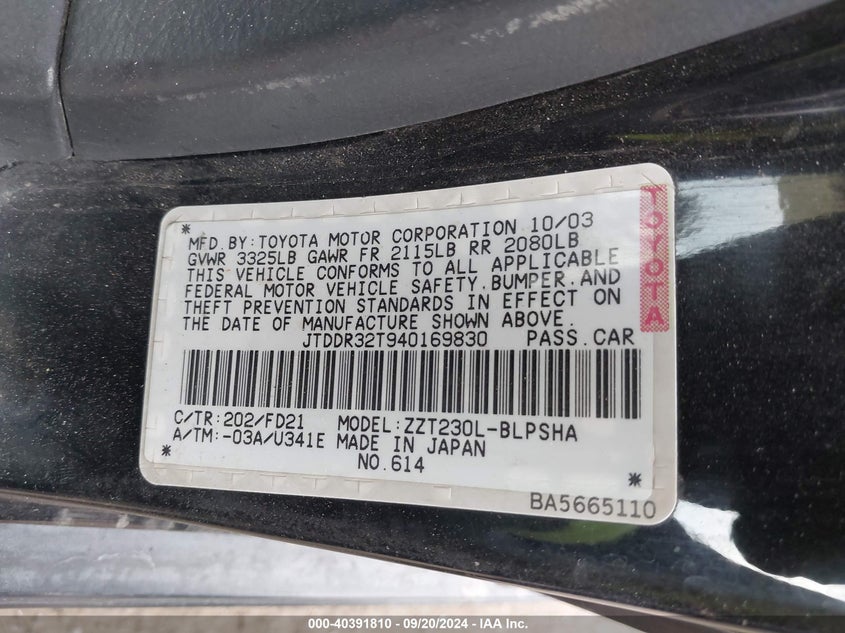 MFD.BY:TOYOTA MOTOR CORPORATION 10/03
GVWR 3325LB GAWR FR 2115LB RR 2080LB
THIS VEHICLE CONFORMS TO ALL APPLICABLE
FEDERAL MOTOR VEHICLE SAFETY,BUMPER,AND
THEFT PREVENTION STANDARDS IN EFFECT ON
THE DATE OF MANUFACTURE SHOWN ABOVE.
JTDDR32T940169830 PASS.CAR
C/TR:202/FD21 MODEL:ZZT230L-BLPSHA
A/TM:-03A/U341E MADE IN JAPAN
NO.614
BA5665110
TOYOTA
000-40391810 / 09/20/2024 / IAA